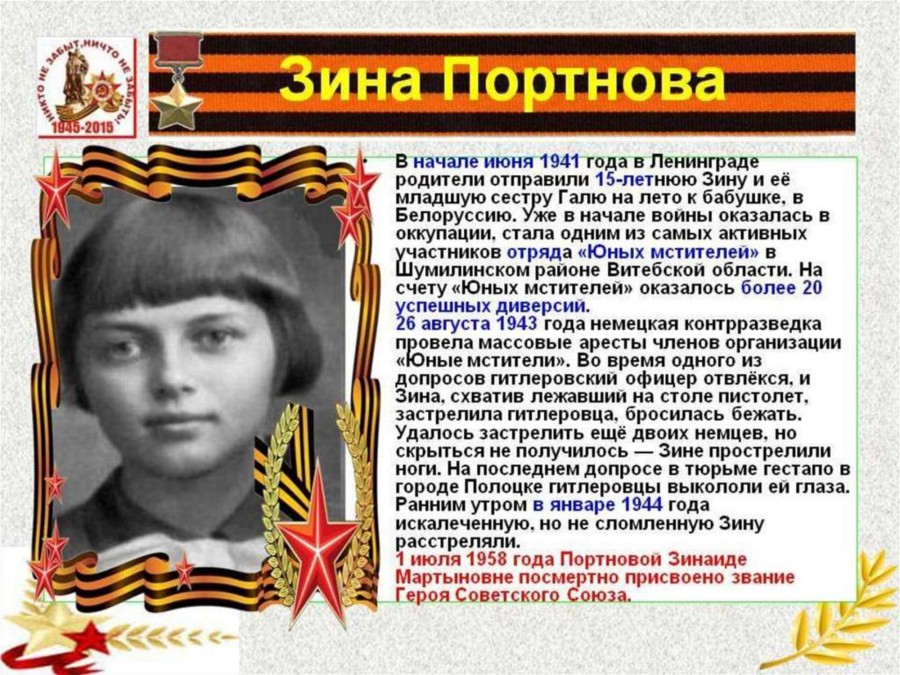 НИКТО НЕ ЗАБЫТ, НИЧТО НЕ ЗАБЫТО!
1945-2015
Зина Портнова
• В начале июня 1941 года в Ленинграде
родители отправили 15-летнюю Зину и её
младшую сестру Галю на лето к бабушке, в
Белоруссию. Уже в начале войны оказалась в
оккупации, стала одним из самых активных
участников отряда «Юных мстителей» в
Шумилинском районе Витебской области. На
счету «Юных мстителей» оказалось более 20
успешных диверсий.
26 августа 1943 года немецкая контрразведка
провела массовые аресты членов организации
«Юные мстители». Во время одного из
допросов гитлеровский офицер отвлёкся, и
Зина, схватив лежавший на столе пистолет,
застрелила гитлеровца, бросилась бежать.
Удалось застрелить ещё двоих немцев, но
скрыться не получилось — Зине прострелили
ноги. На последнем допросе в тюрьме гестапо в
городе Полоцке гитлеровцы выкололи ей глаза.
Ранним утром в январе 1944 года
искалеченную, но не сломленную Зину
расстреляли.
1 июля 1958 года Портновой Зинаиде
Мартыновне посмертно присвоено звание
Героя Советского Союза.